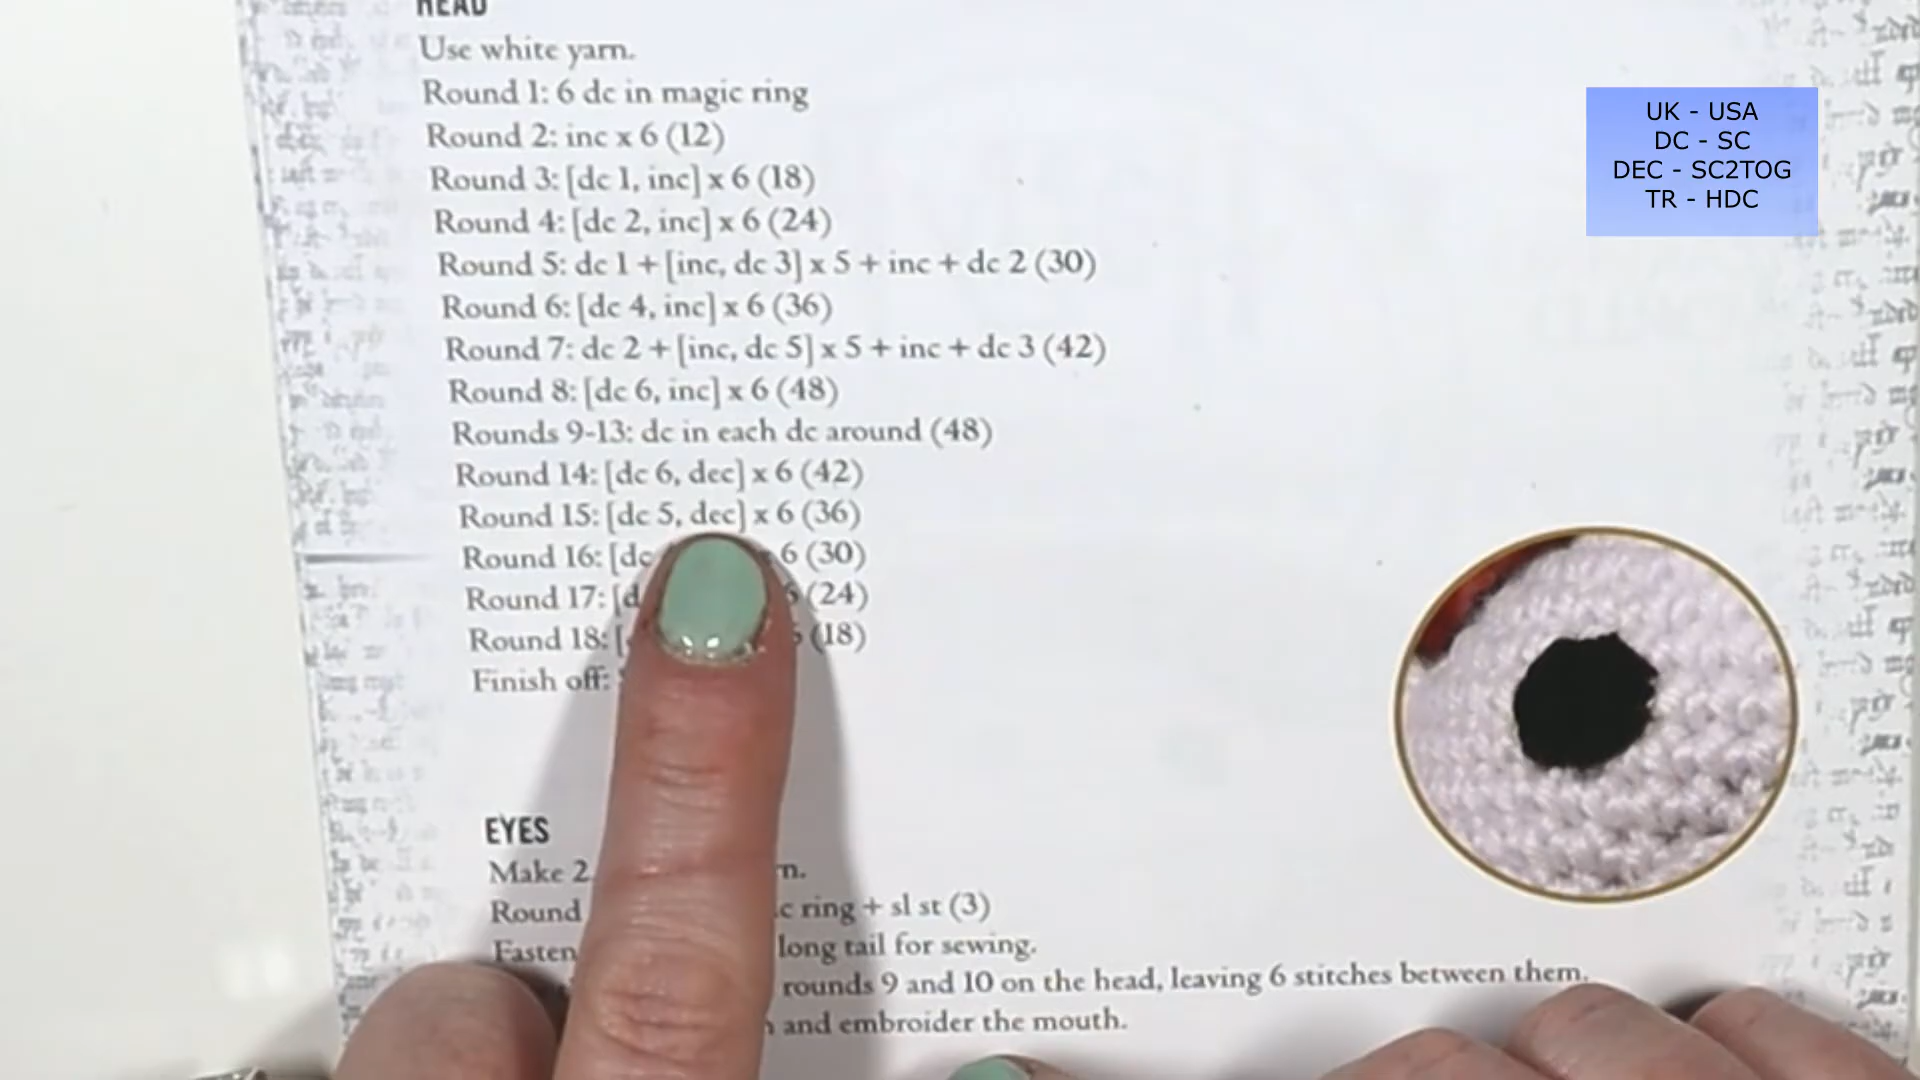 HEAD
Use white yarn.
Round 1: 6 dc in magic ring
Round 2: inc x 6 (12)
Round 3: [dc 1, inc] x 6 (18)
Round 4: [dc 2, inc] x 6 (24)
Round 5: dc 1 + [inc, dc 3] x 5 + inc + dc 2 (30)
Round 6: [dc 4, inc] x 6 (36)
Round 7: dc 2 + [inc, dc 5] x 5 + inc + dc 3 (42)
Round 8: [dc 6, inc] x 6 (48)
Rounds 9-13: dc in each dc around (48)
Round 14: [dc 6, dec] x 6 (42)
Round 15: [dc 5, dec] x 6 (36)
Round 16: [dc 6 (30)
Round 17: [d 6 (24)
Round 18: [ (18)
Finish off:
EYES
Make 2
Round ring + sl st (3)
Fasten long tail for sewing.
rounds 9 and 10 on the head, leaving 6 stitches between them.
and embroider the mouth.
UK - USA
DC - SC
DEC - SC2TOG
TR - HDC